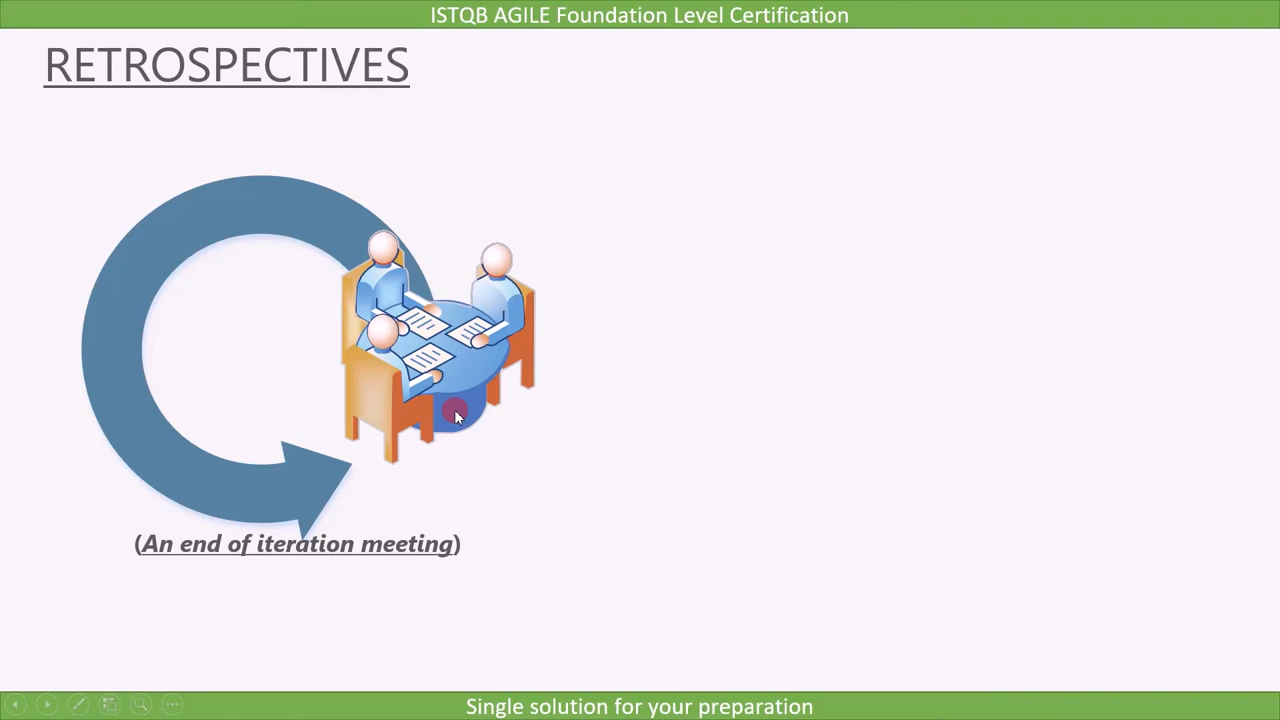 ISTQB AGILE Foundation Level Certification
RETROSPECTIVES
(An end of iteration meeting)
Single solution for your preparation